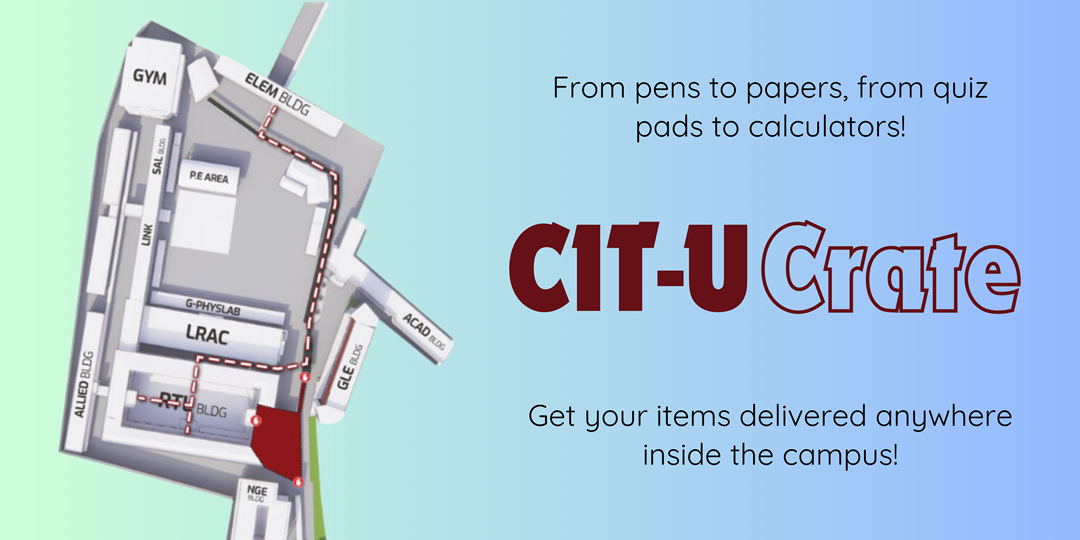 GYM
ELEM BLDG
SAL BLDG
P.E AREA
LINK
G-PHYSLAB
LRAC
ACAD BLDG
GLE BLDG
ALLIED BLDG
RTL BLDG
NGE
BLDG
From pens to papers, from quiz
pads to calculators!
CIT-U Crate
Get your items delivered anywhere
inside the campus!